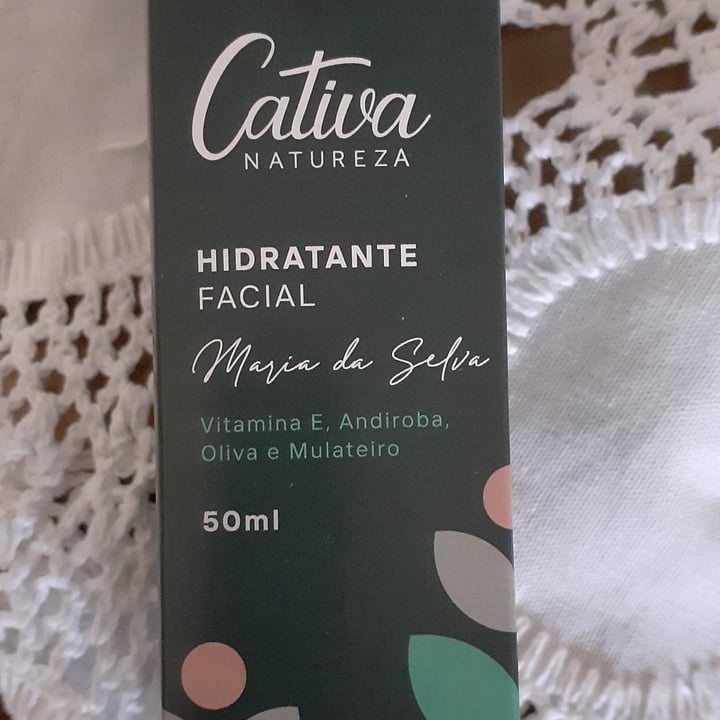 Cativa
NATUREZA
HIDRATANTE
FACIAL
Maria da Selva
Vitamina E, Andiroba,
Oliva e Mulateiro
50ml